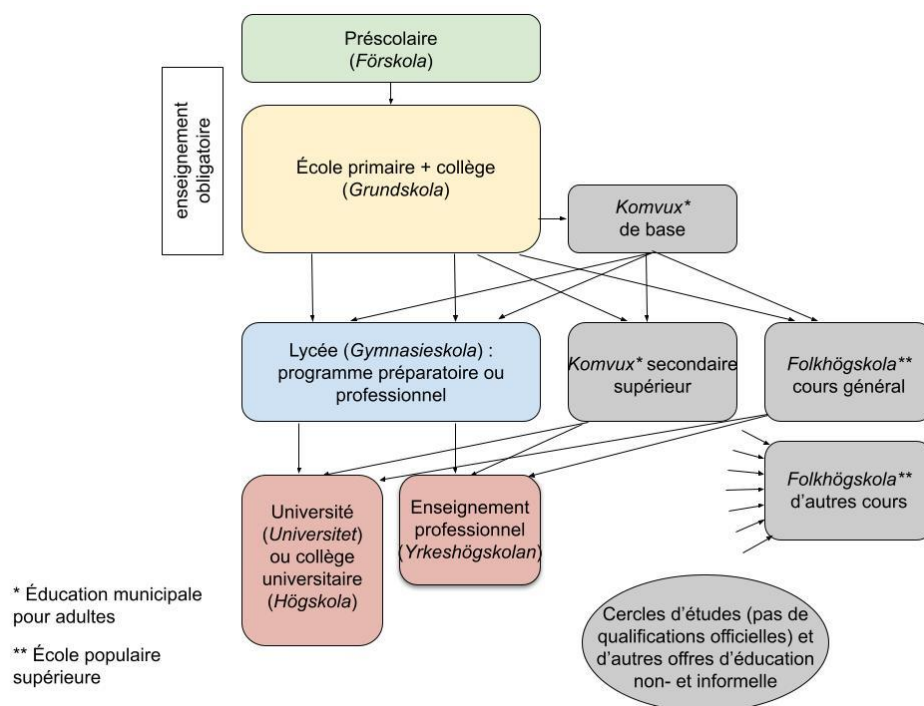 Préscolaire
(Förskola)
enseignement
obligatoire
École primaire + collège
(Grundskola)
Komvux*
de base
Lycée (Gymnasieskola) :
programme préparatoire ou
professionnel
Komvux* secondaire
supérieur
Folkhögskola**
cours général
Folkhögskola**
d'autres cours
Université
(Universitet)
ou collège
universitaire
(Högskola)
Enseignement
professionnel
(Yrkeshögskolan)
* Éducation municipale
pour adultes
** École populaire
supérieure
Cercles d'études (pas de
qualifications officielles) et
d'autres offres d'éducation
non- et informelle